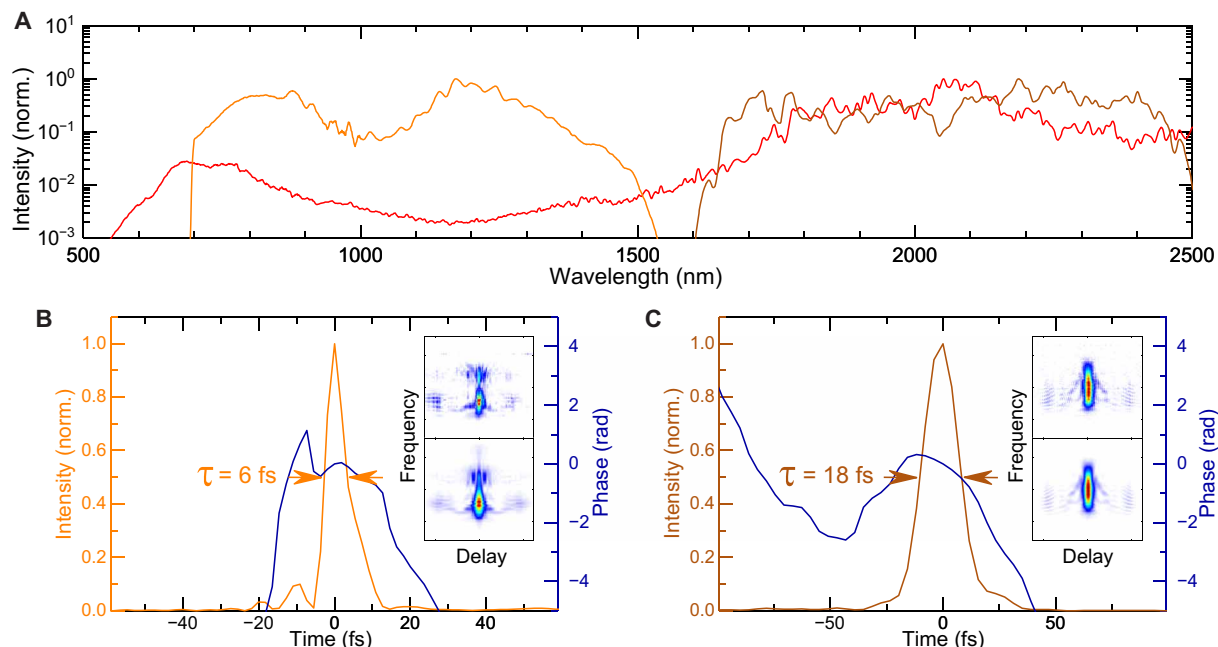 A
Intensity (norm.)
10¹
10⁰
10⁻¹
10⁻²
10⁻³
500
1000
1500
2000
2500
Wavelength (nm)
B
Intensity (norm.)
1.0
0.8
0.6
0.4
0.2
0.0
τ = 6 fs
Frequency
Delay
4
2
0
−2
−4
Phase (rad)
−40
−20
0
20
40
Time (fs)
C
Intensity (norm.)
1.0
0.8
0.6
0.4
0.2
0.0
τ = 18 fs
Frequency
Delay
4
2
0
−2
−4
Phase (rad)
−50
0
50
Time (fs)